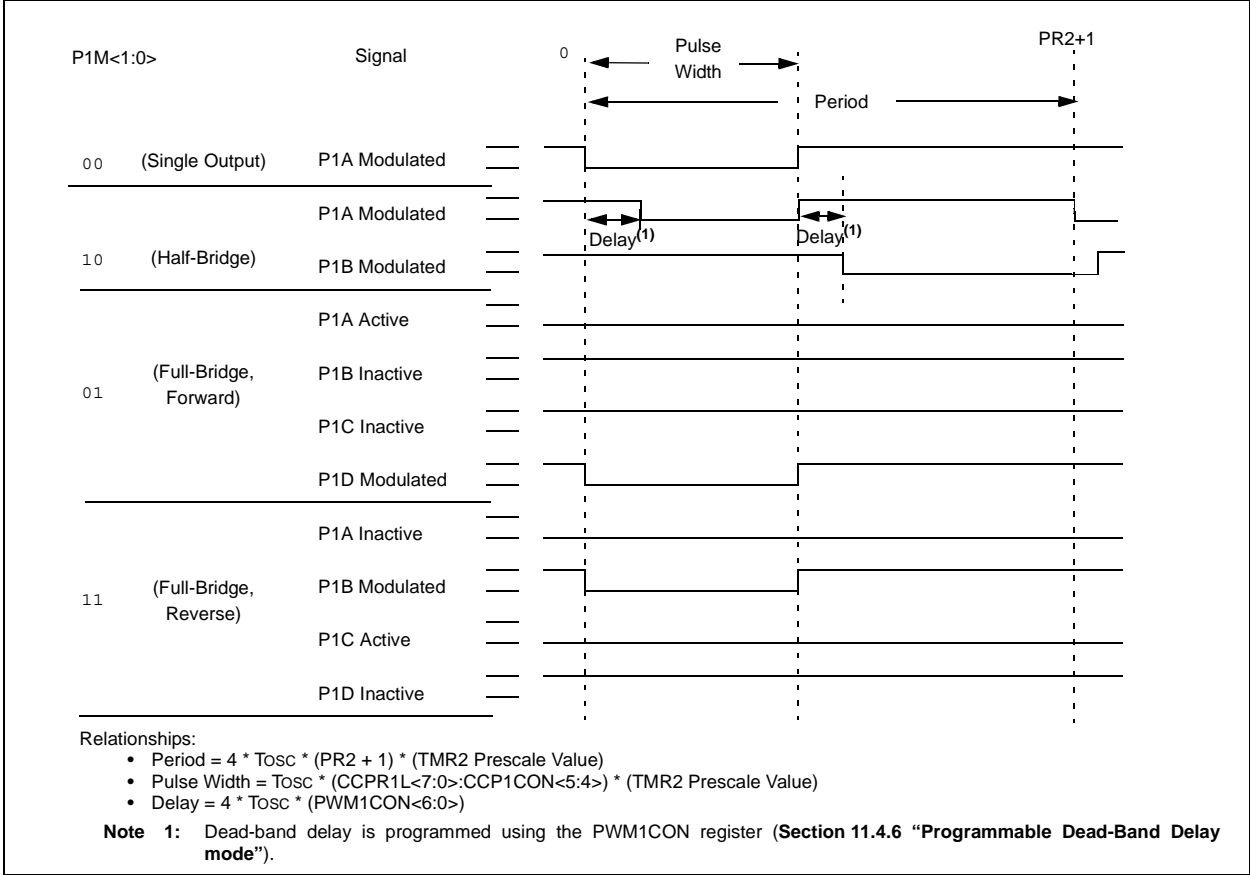 P1M<1:0> Signal 0 Pulse Width PR2+1
Period
00 (Single Output) P1A Modulated
P1A Modulated
Delay(1) Delay(1)
10 (Half-Bridge) P1B Modulated
P1A Active
01 (Full-Bridge, Forward) P1B Inactive
P1C Inactive
P1D Modulated
P1A Inactive
11 (Full-Bridge, Reverse) P1B Modulated
P1C Active
P1D Inactive
Relationships:
• Period = 4 * TOSC * (PR2 + 1) * (TMR2 Prescale Value)
• Pulse Width = TOSC * (CCPR1L<7:0>:CCP1CON<5:4>) * (TMR2 Prescale Value)
• Delay = 4 * TOSC * (PWM1CON<6:0>)
Note 1: Dead-band delay is programmed using the PWM1CON register (Section 11.4.6 “Programmable Dead-Band Delay
mode”).